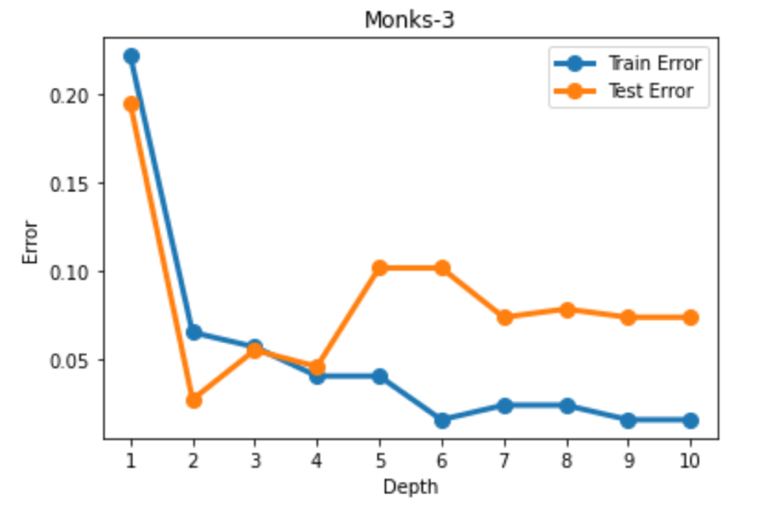 Monks-3
Train Error
Test Error
0.20
0.15
0.10
0.05
Error
1 2 3 4 5 6 7 8 9 10
Depth